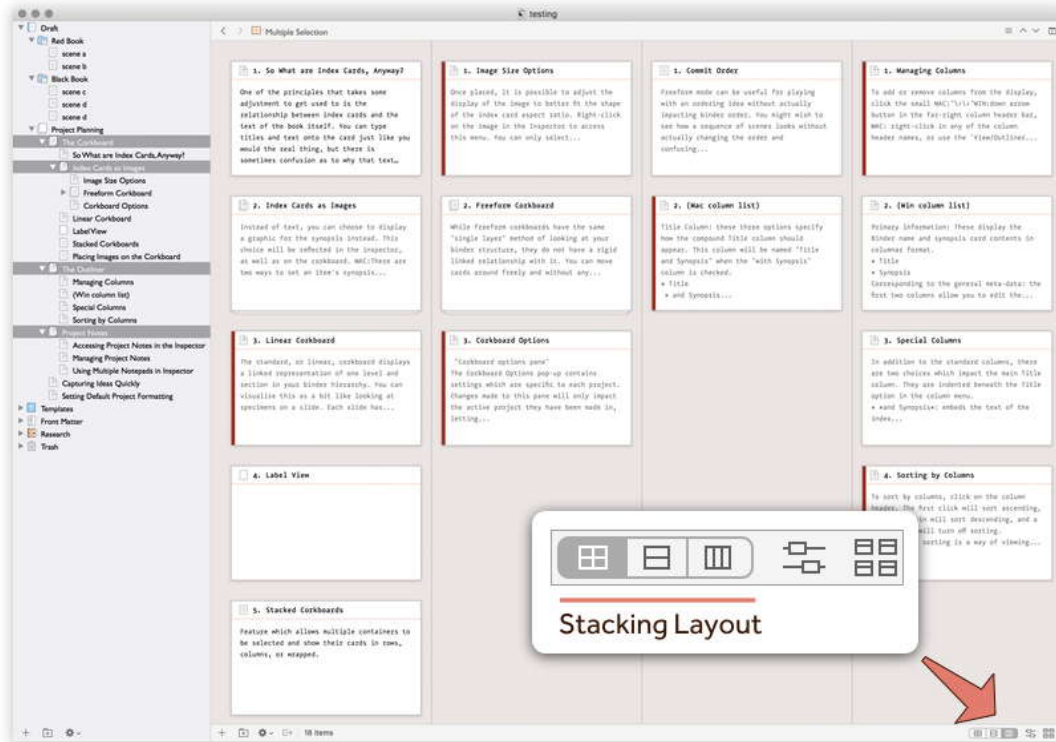 testing
Draft
Red Book
scene a
scene b
Black Book
scene c
scene d
scene d
Project Planning
The Corkboard
So What are Index Cards, Anyway?
Index Cards as Images
Image Size Options
Freeform Corkboard
Corkboard Options
Linear Corkboard
Label View
Stacked Corkboards
Placing Images on the Corkboard
The Outliner
Managing Columns
(Win column list)
Special Columns
Sorting by Columns
Project Notes
Accessing Project Notes in the Inspector
Managing Project Notes
Using Multiple Notepads in Inspector
Capturing Ideas Quickly
Setting Default Project Formatting
Templates
Front Matter
Research
Trash
Multiple Selection
1. So What are Index Cards, Anyway?
One of the principles that takes some
adjustment to get used to is the
relationship between index cards and the
text of the book itself. You can type
titles and text onto the card just like you
would the real thing, but there is
sometimes confusion as to why that text…
2. Index Cards as Images
Instead of text, you can choose to display
a graphic for the synopsis instead. This
choice will be reflected in the inspector,
as well as on the corkboard. MAC:There are
two ways to set an item's synopsis...
3. Linear Corkboard
The standard, or linear, corkboard displays
a linked representation of one level and
section in your binder hierarchy. You can
visualise this as a bit like looking at
specimens on a slide. Each slide has...
4. Label View
5. Stacked Corkboards
Feature which allows multiple containers to
be selected and show their cards in rows,
columns, or wrapped.
1. Image Size Options
Once placed, it is possible to adjust the
display of the image to better fit the shape
of the index card aspect ratio. Right-click
on the image in the Inspector to access
this menu. You can only select...
2. Freeform Corkboard
While freeform corkboards have the same
"single layer" method of looking at your
binder structure, they do not have a rigid
linked relationship with it. You can move
cards around freely and without any...
3. Corkboard Options
"Corkboard options pane"
The Corkboard Options pop-up contains
settings which are specific to each project.
Changes made to this pane will only impact
the active project they have been made in,
letting...
1. Commit Order
Freeform mode can be useful for playing
with an ordering idea without actually
impacting binder order. You might wish to
see how a sequence of scenes looks without
actually changing the order and
confusing...
2. (Mac column list)
Title Column: these three options specify
how the compound Title column should
appear. This column will be named "Title
and Synopsis" when the "with Synopsis"
column is checked.
* Title
* and Synopsis...
1. Managing Columns
To add or remove columns from the display,
click the small MAC:"\r\r"WIN:down arrow
button in the far-right column header bar,
MAC: right-click in any of the column
header names, or use the `View/Outliner...
2. (Win column list)
Primary information: These display the
Binder name and synopsis card contents in
columnar format.
* Title
* Synopsis
Corresponding to the general meta-data: the
first two columns allow you to edit the...
3. Special Columns
In addition to the standard columns, there
are two choices which impact the main Title
column. They are indented beneath the Title
option in the column menu.
* *and Synopsis*: embeds the text of the
index...
4. Sorting by Columns
To sort by columns, click on the column
header. The first click will sort ascending,
in will sort descending, and a
will turn off sorting.
sorting is a way of viewing...
Stacking Layout
18 items